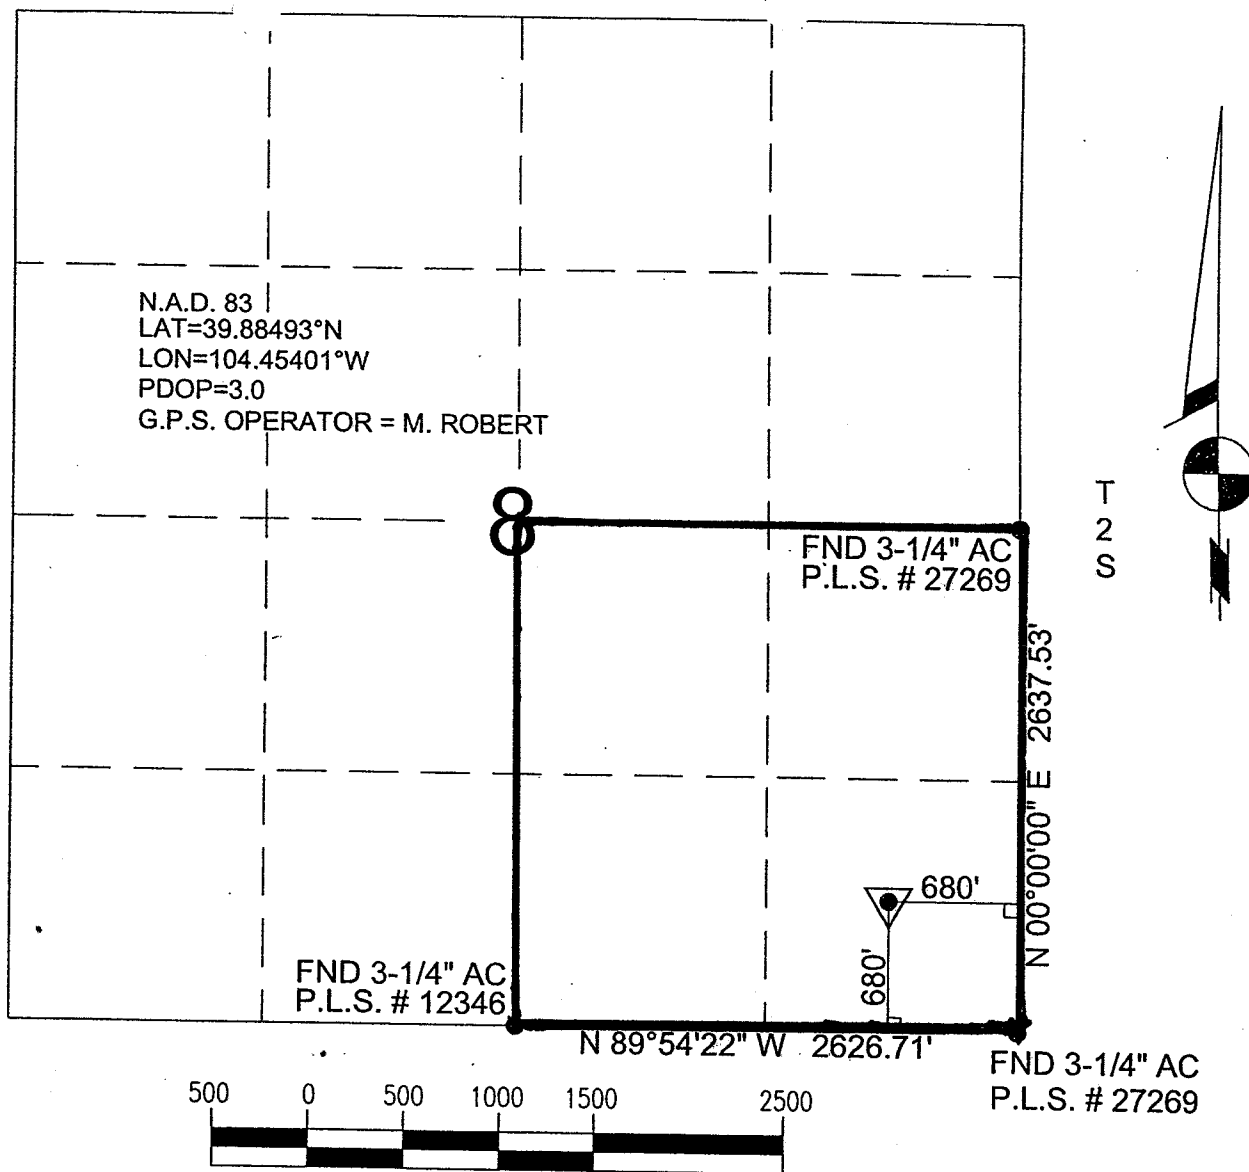 N.A.D. 83
LAT=39.88493°N
LON=104.45401°W
PDOP=3.0
G.P.S. OPERATOR = M. ROBERT
8
T
2
S
N
FND 3-1/4" AC
P.L.S. # 27269
N 00°00'00" E 2637.53'
680'
680'
FND 3-1/4" AC
P.L.S. # 12346
N 89°54'22" W 2626.71'
FND 3-1/4" AC
P.L.S. # 27269
500 0 500 1000 1500 2500